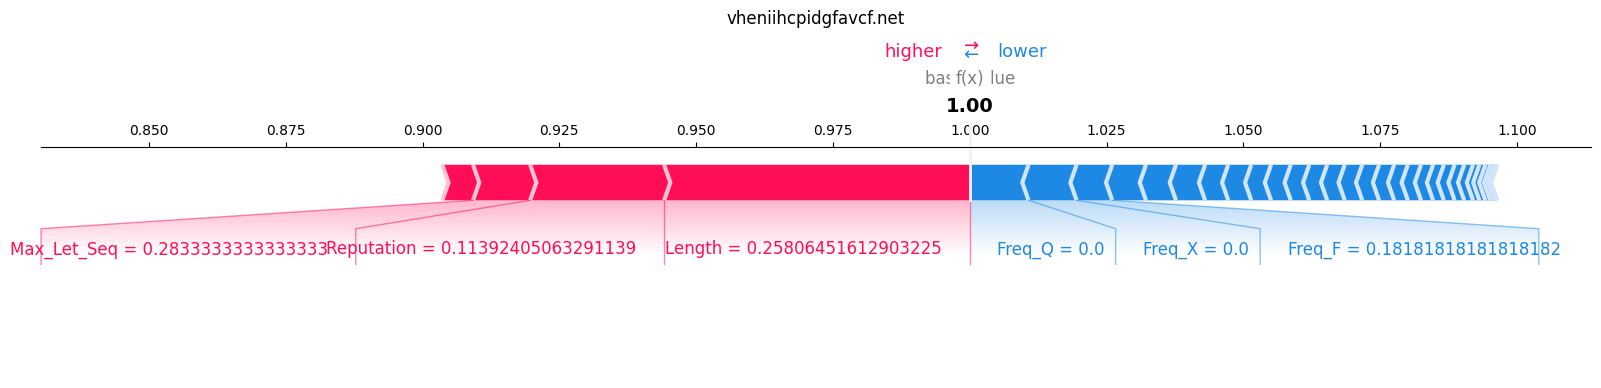 vheniihcpidgfavcf.net
higher ⇄ lower
f(x)
1.00
0.850 0.875 0.900 0.925 0.950 0.975 1.000 1.025 1.050 1.075 1.100
Max_Let_Seq = 0.2833333333333333 Reputation = 0.11392405063291139 Length = 0.25806451612903225 Freq_Q = 0.0 Freq_X = 0.0 Freq_F = 0.18181818181818182